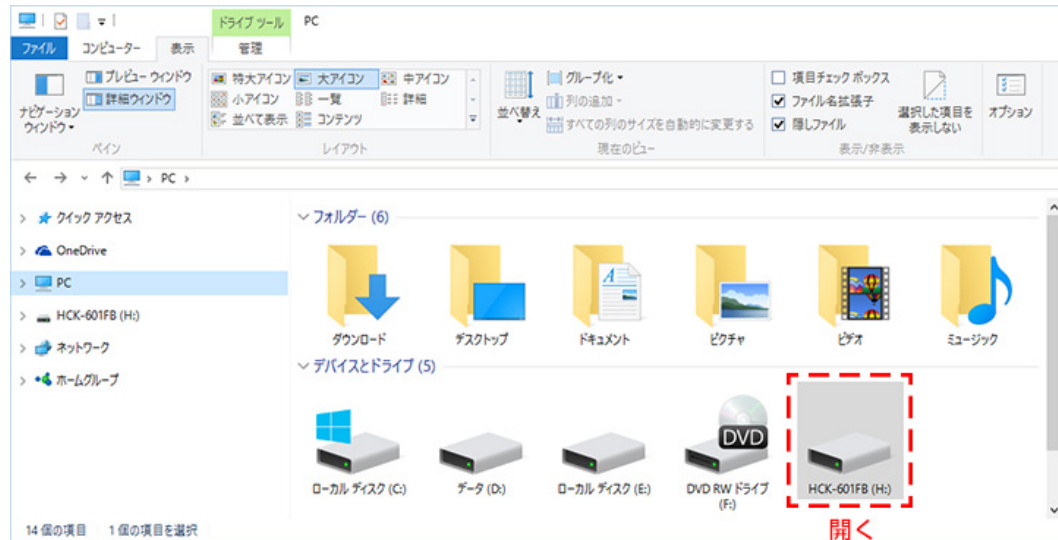 ドライブ ツール PC
ファイル コンピューター 表示 管理
ナビゲーション
ウィンドウ
プレビュー ウィンドウ
詳細ウィンドウ
ペイン
特大アイコン 大アイコン 中アイコン
小アイコン 一覧 詳細
並べて表示 コンテンツ
レイアウト
並べ替え
グループ化
列の追加
すべての列のサイズを自動的に変更する
現在のビュー
項目チェック ボックス
ファイル名拡張子
隠しファイル
選択した項目を
表示しない
表示/非表示
オプション
PC
クイック アクセス
OneDrive
PC
HCK-601FB (H:)
ネットワーク
ホームグループ
フォルダー (6)
ダウンロード デスクトップ ドキュメント ピクチャ ビデオ ミュージック
デバイスとドライブ (5)
DVD
ローカル ディスク (C:) データ (D:) ローカル ディスク (E:) DVD RW ドライブ
(F:)
HCK-601FB (H:)
開く
14 個の項目 1 個の項目を選択